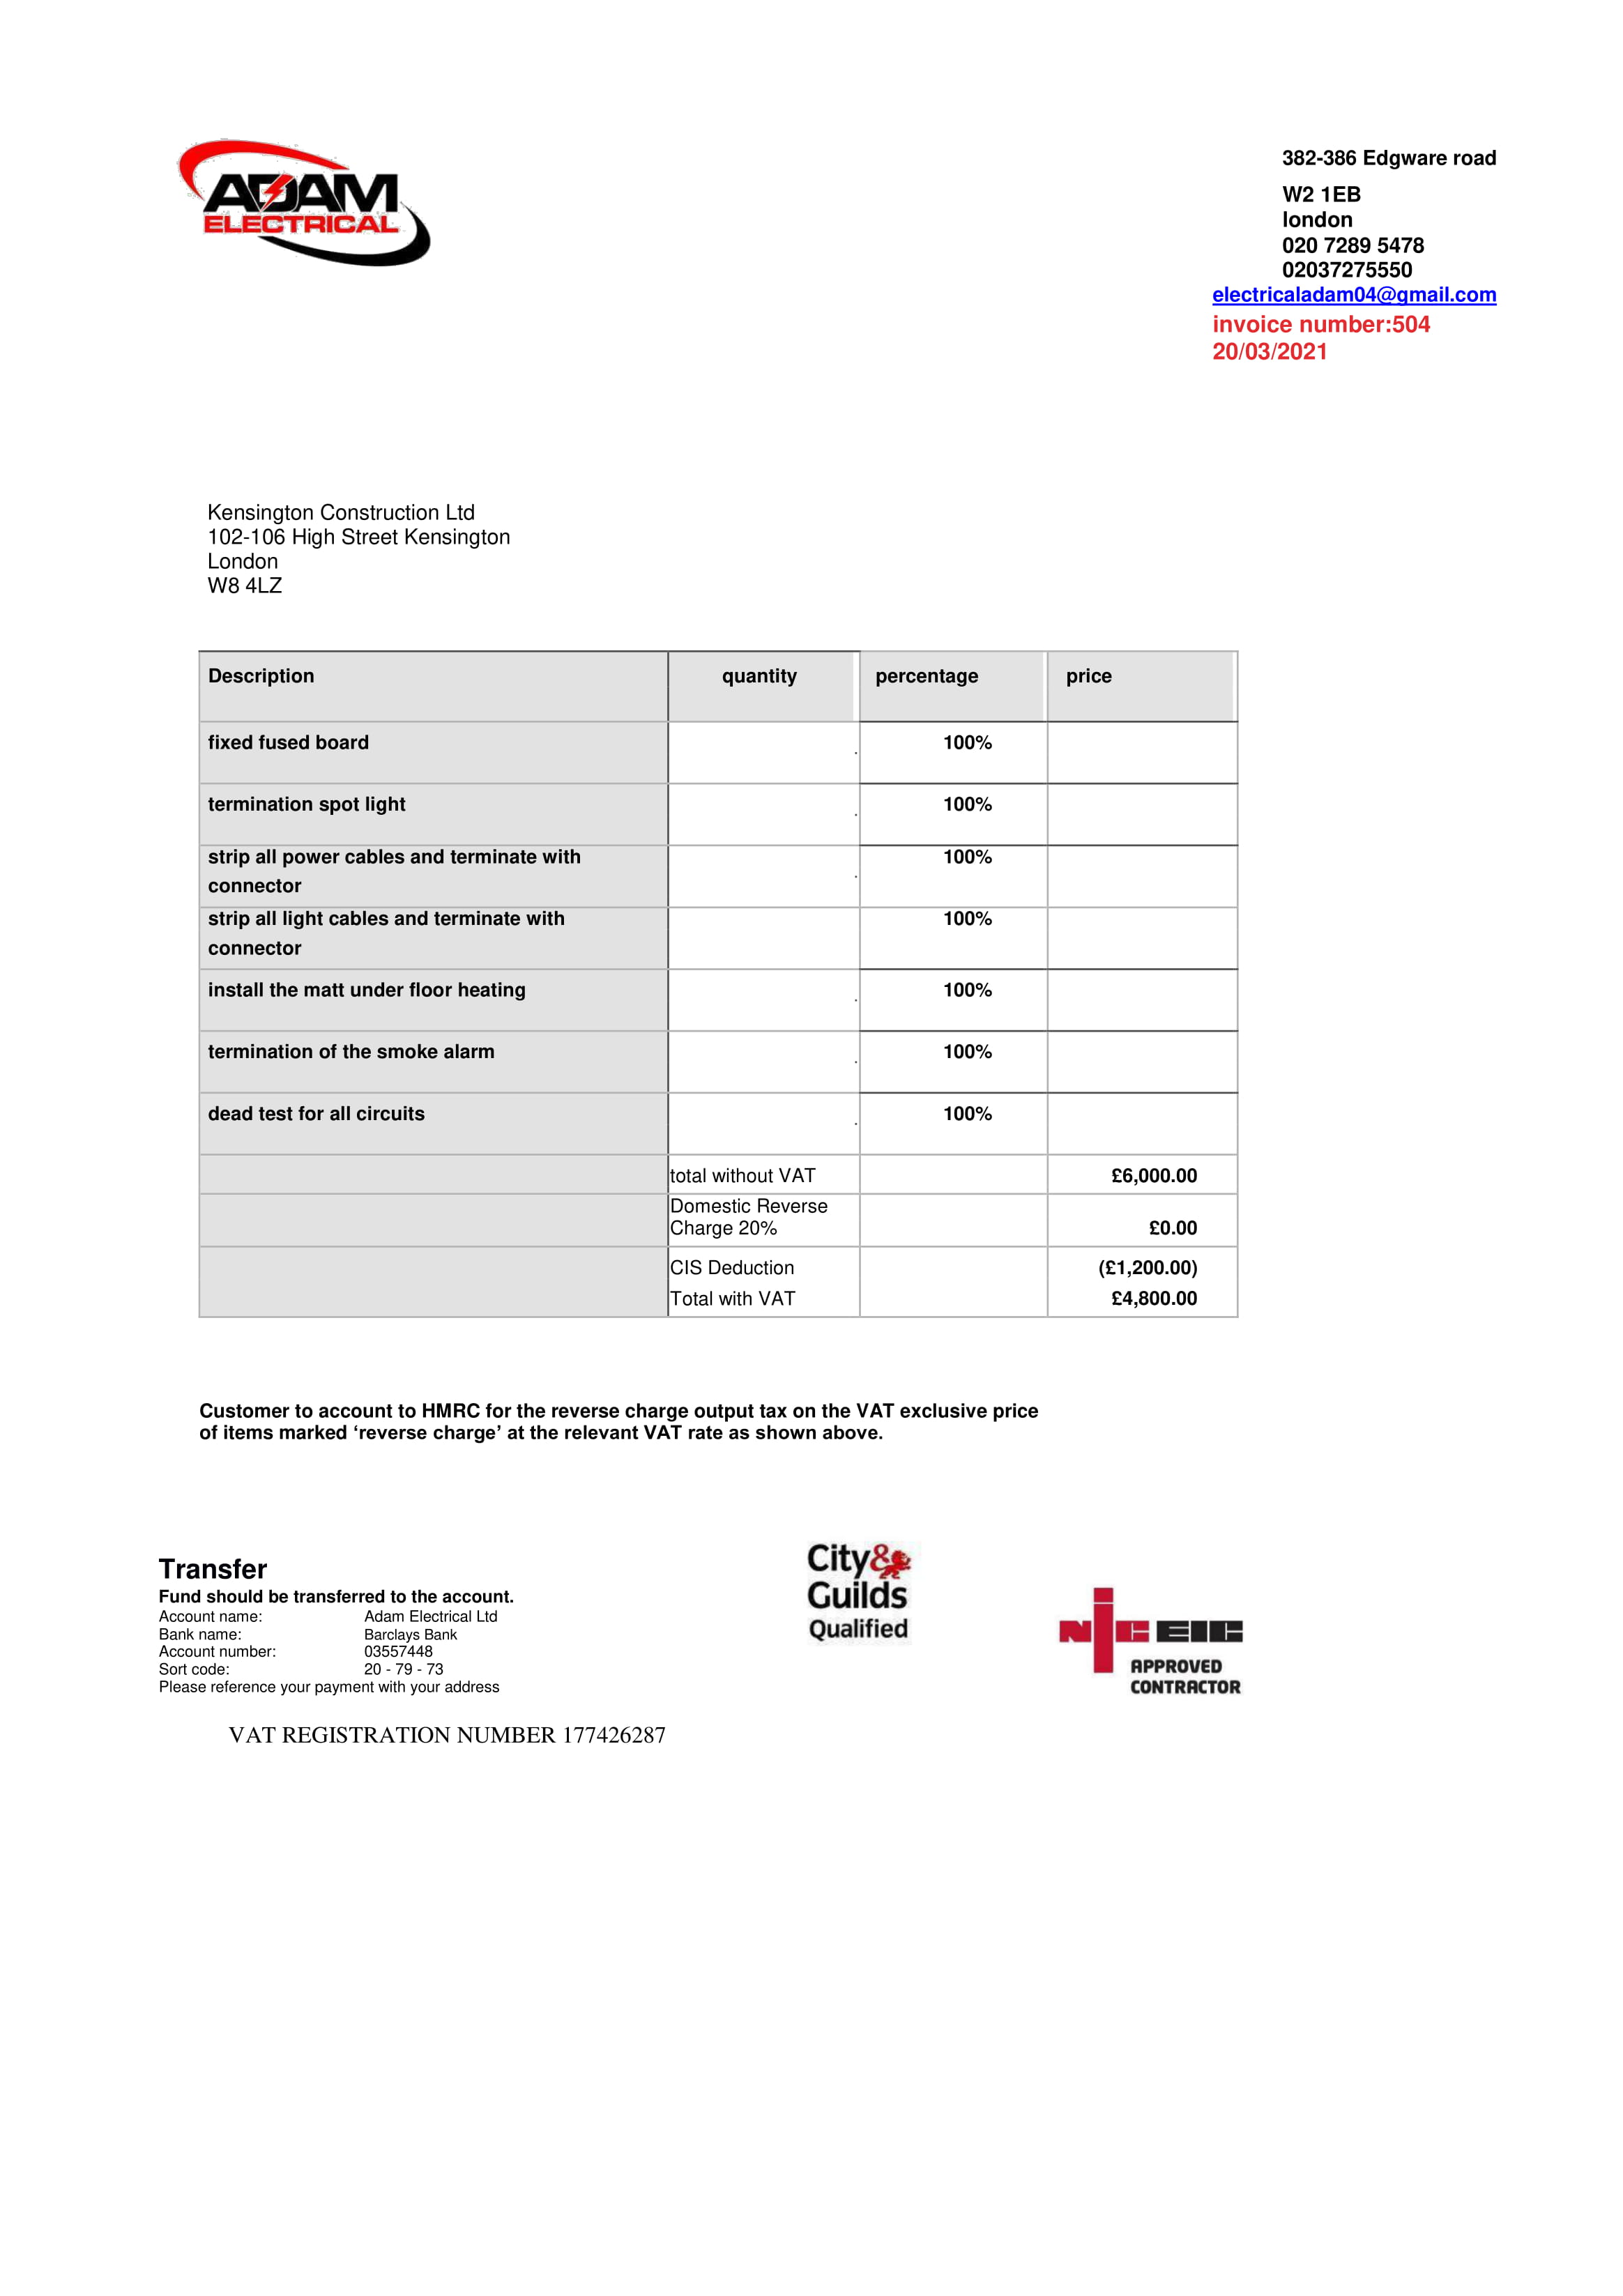 ADAM
ELECTRICAL
382-386 Edgware road
W2 1EB
london
020 7289 5478
02037275550
electricaladam04@gmail.com
invoice number:504
20/03/2021
Kensington Construction Ltd
102-106 High Street Kensington
London
W8 4LZ
Description quantity percentage price
fixed fused board 100%
termination spot light 100%
strip all power cables and terminate with 100%
connector
strip all light cables and terminate with 100%
connector
install the matt under floor heating 100%
termination of the smoke alarm 100%
dead test for all circuits 100%
total without VAT £6,000.00
Domestic Reverse
Charge 20% £0.00
CIS Deduction (£1,200.00)
Total with VAT £4,800.00
Customer to account to HMRC for the reverse charge output tax on the VAT exclusive price
of items marked ‘reverse charge’ at the relevant VAT rate as shown above.
Transfer
Fund should be transferred to the account.
Account name: Adam Electrical Ltd
Bank name: Barclays Bank
Account number: 03557448
Sort code: 20 - 79 - 73
Please reference your payment with your address
City&
Guilds
Qualified
NICEIC
APPROVED
CONTRACTOR
VAT REGISTRATION NUMBER 177426287